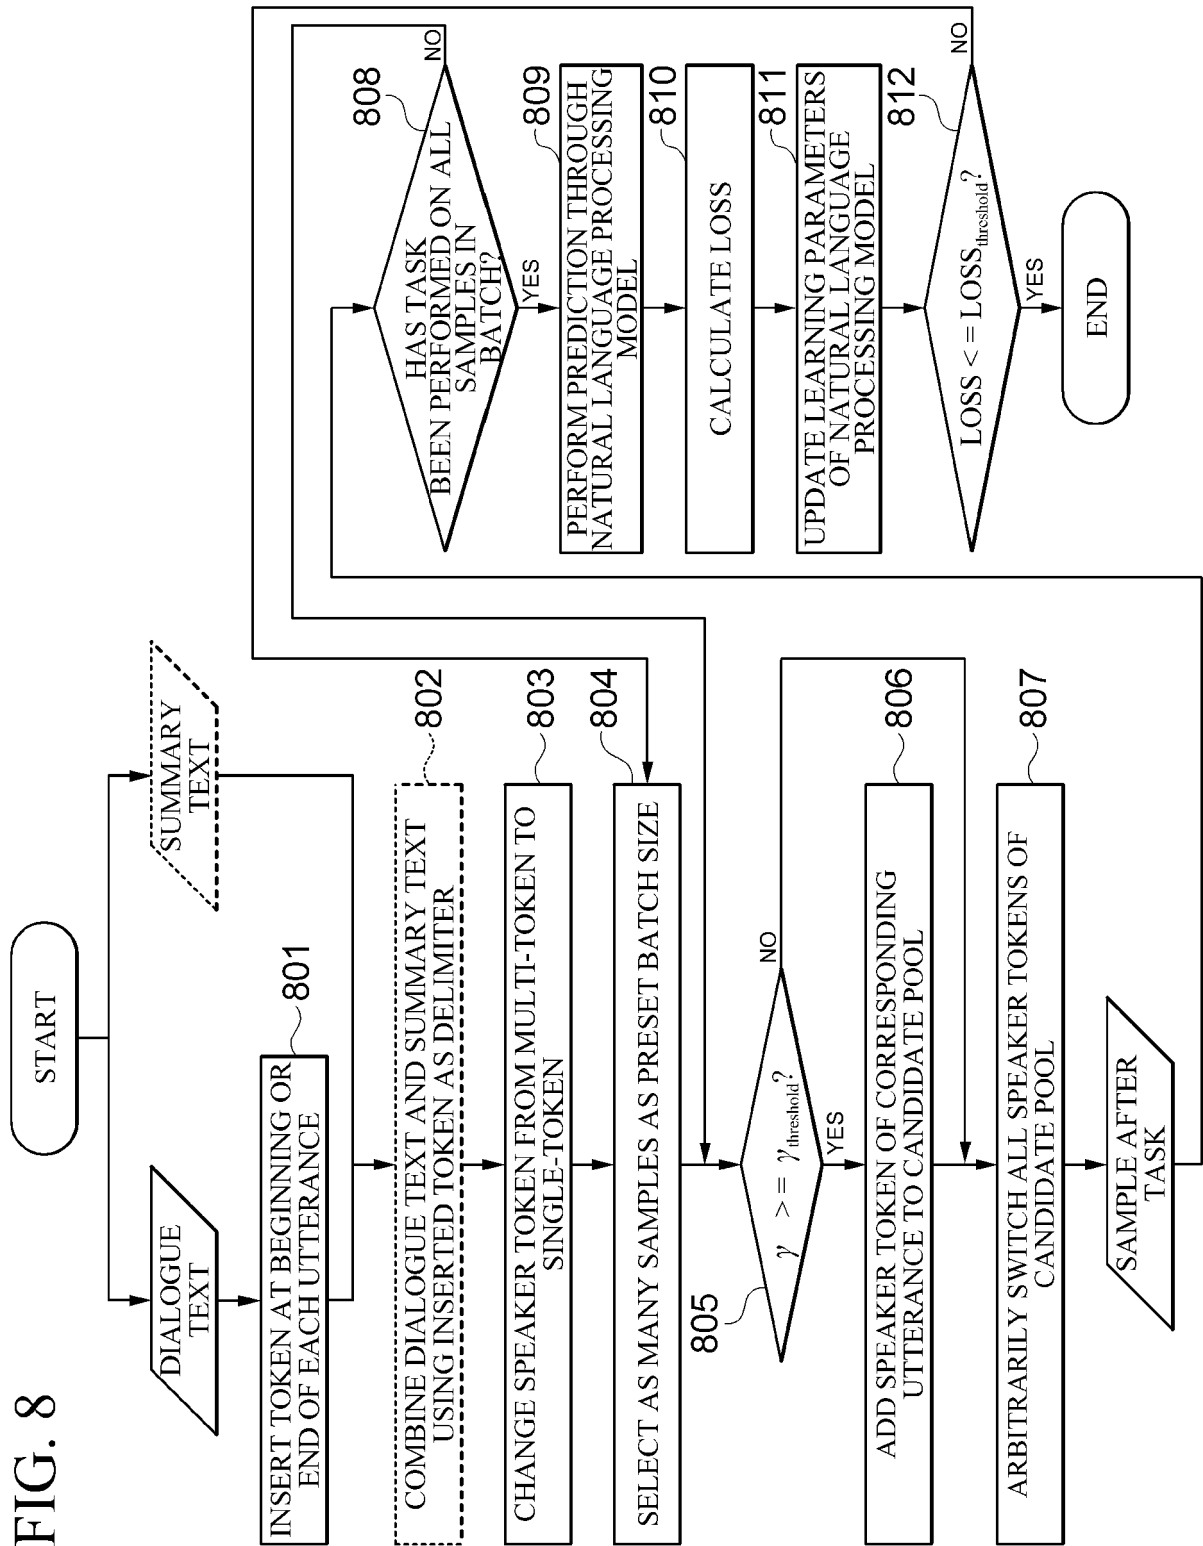 FIG. 8
START
DIALOGUE
TEXT
SUMMARY
TEXT
801
INSERT TOKEN AT BEGINNING OR
END OF EACH UTTERANCE
802
COMBINE DIALOGUE TEXT AND SUMMARY TEXT
USING INSERTED TOKEN AS DELIMITER
803
CHANGE SPEAKER TOKEN FROM MULTI-TOKEN TO
SINGLE-TOKEN
804
SELECT AS MANY SAMPLES AS PRESET BATCH SIZE
805
γ >= γthreshold?
NO
YES
806
ADD SPEAKER TOKEN OF CORRESPONDING
UTTERANCE TO CANDIDATE POOL
807
ARBITRARILY SWITCH ALL SPEAKER TOKENS OF
CANDIDATE POOL
SAMPLE AFTER
TASK
808
HAS TASK
BEEN PERFORMED ON ALL
SAMPLES IN
BATCH?
NO
YES
809
PERFORM PREDICTION THROUGH
NATURAL LANGUAGE PROCESSING
MODEL
810
CALCULATE LOSS
811
UPDATE LEARNING PARAMETERS
OF NATURAL LANGUAGE
PROCESSING MODEL
812
LOSS < = LOSSthreshold?
NO
YES
END